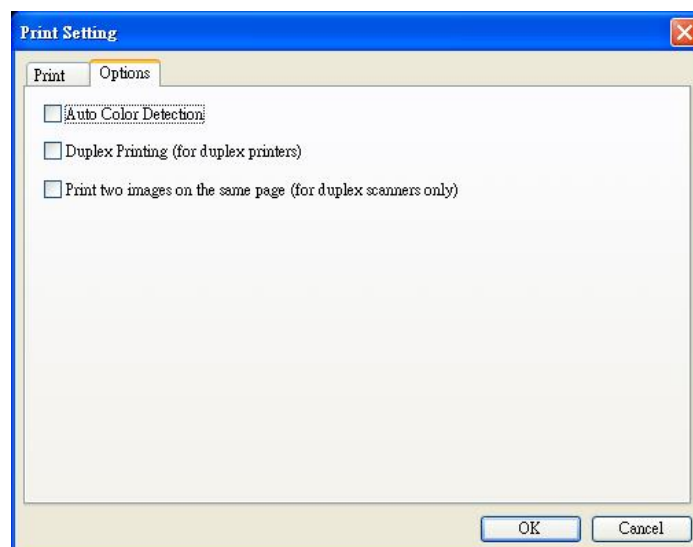 Print Setting
Print Options
Auto Color Detection
Duplex Printing (for duplex printers)
Print two images on the same page (for duplex scanners only)
OK Cancel